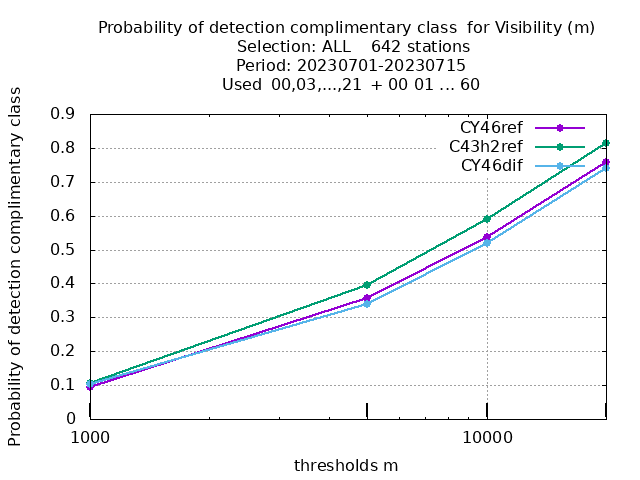 Probability of detection complimentary class  for Visibility (m)
Selection: ALL    642 stations
Period: 20230701-20230715
Used  00,03,...,21  + 00 01 ... 60
Probability of detection complimentary class
0.9
0.8
0.7
0.6
0.5
0.4
0.3
0.2
0.1
0
CY46ref
C43h2ref
CY46dif
1000
10000
thresholds m